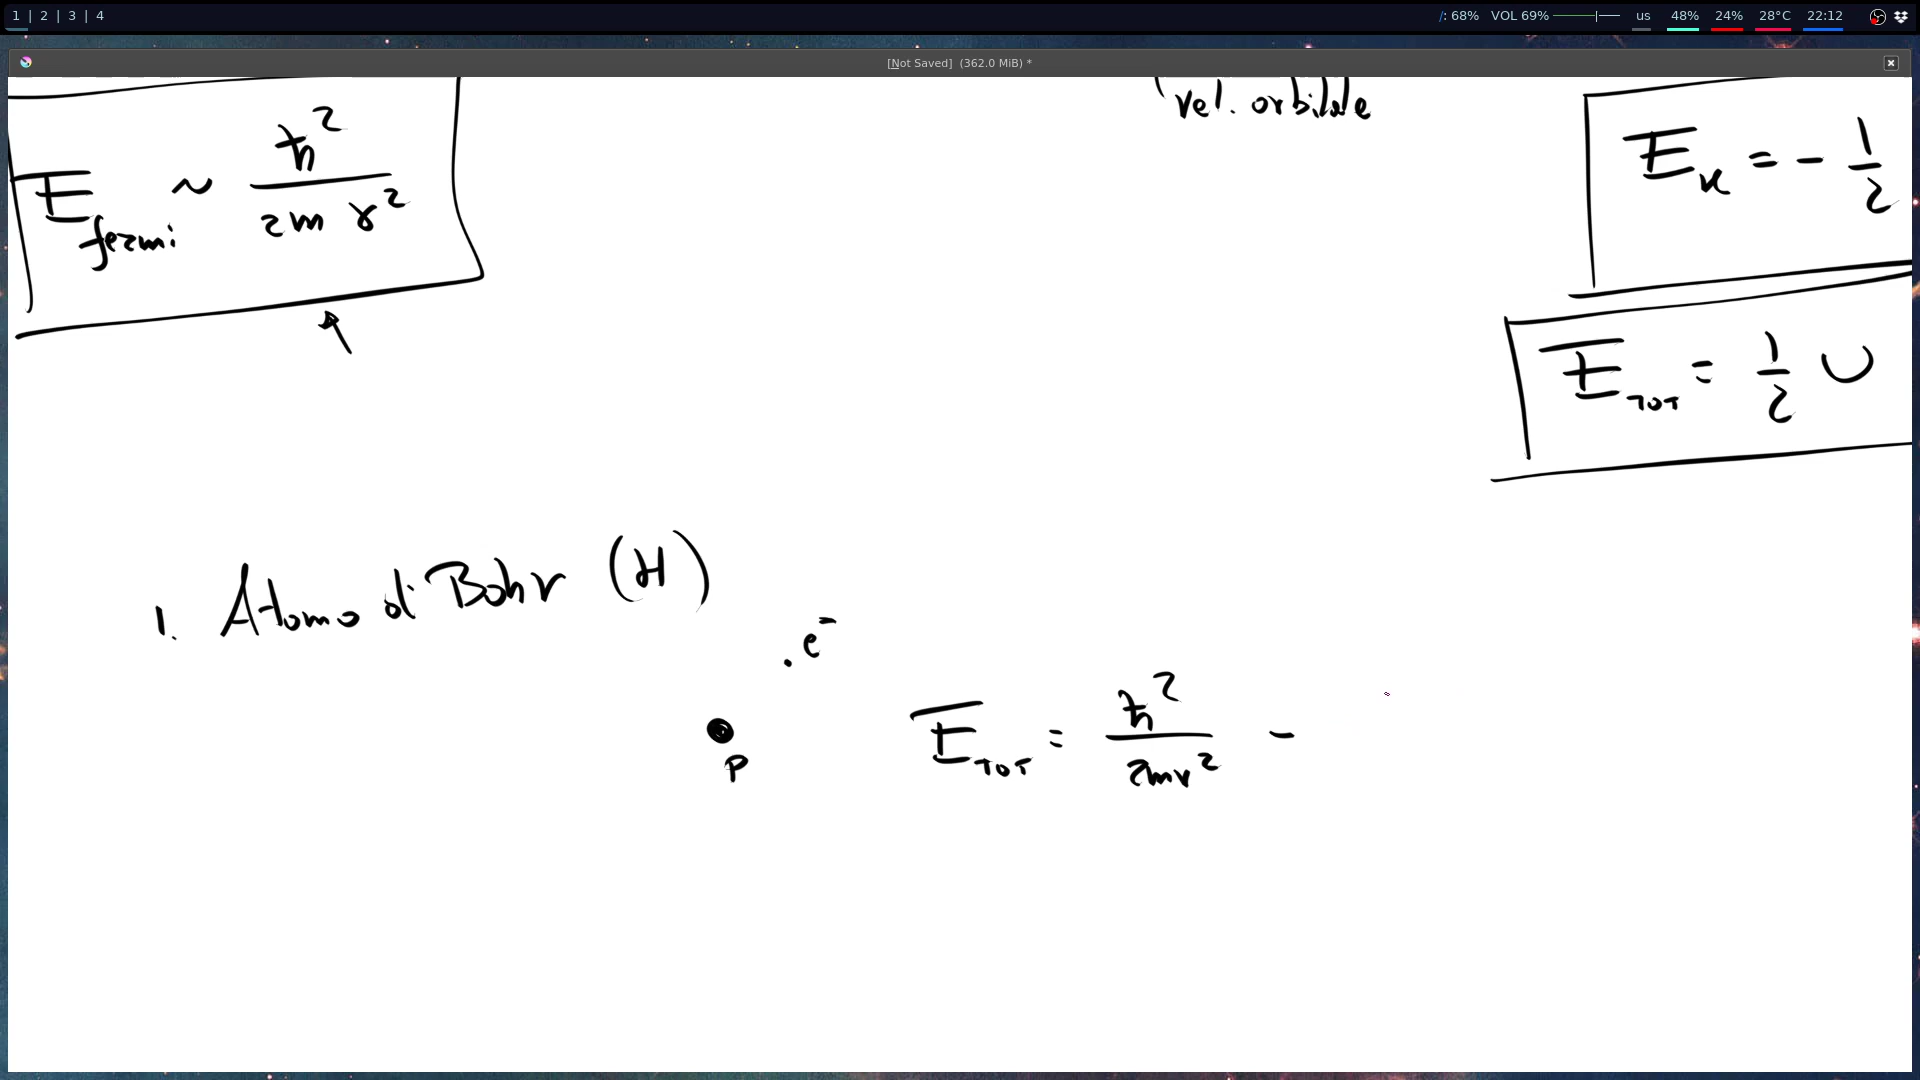 1 | 2 | 3 | 4
/: 68% VOL 69% us 48% 24% 28°C 22:12
[Not Saved] (362.0 MiB) *
vel. orbitale
E_fermi ~ ħ² / 2m r²
E_K = - 1/2
E_TOT = 1/2 U
1. Atomo di Bohr (H)
e⁻
p
E_TOT = ħ² / 2mr² -